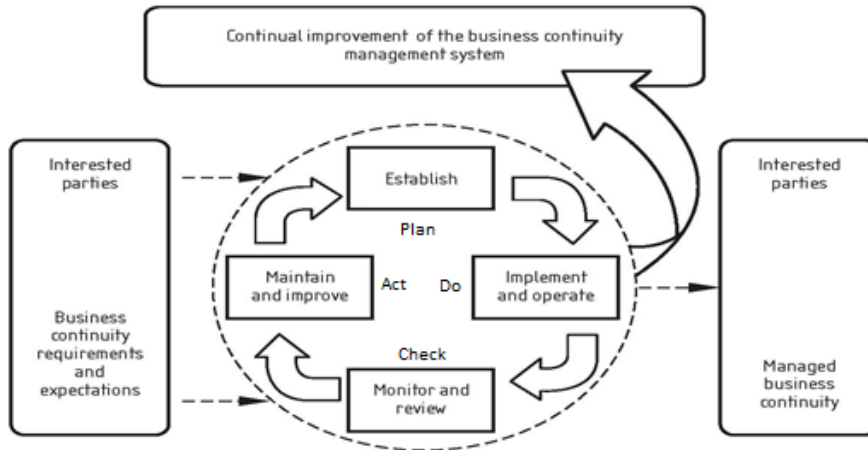 Continual improvement of the business continuity
management system
Interested
parties
Business
continuity
requirements
and
expectations
Establish
Plan
Maintain
and improve
Act
Do
Implement
and operate
Check
Monitor and
review
Interested
parties
Managed
business
continuity